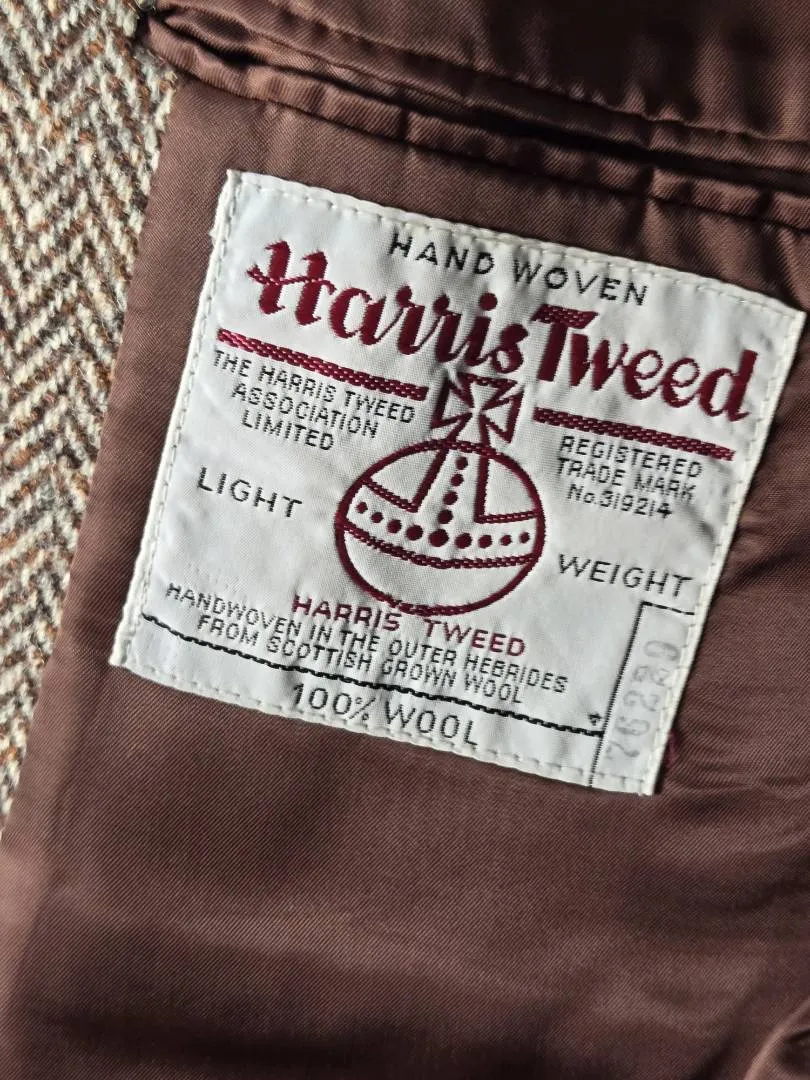 HAND WOVEN
Harris Tweed
THE HARRIS TWEED
ASSOCIATION
LIMITED
REGISTERED
TRADE MARK
No.319214
LIGHT WEIGHT
HARRIS TWEED
HANDWOVEN IN THE OUTER HEBRIDES
FROM SCOTTISH GROWN WOOL
100% WOOL
4